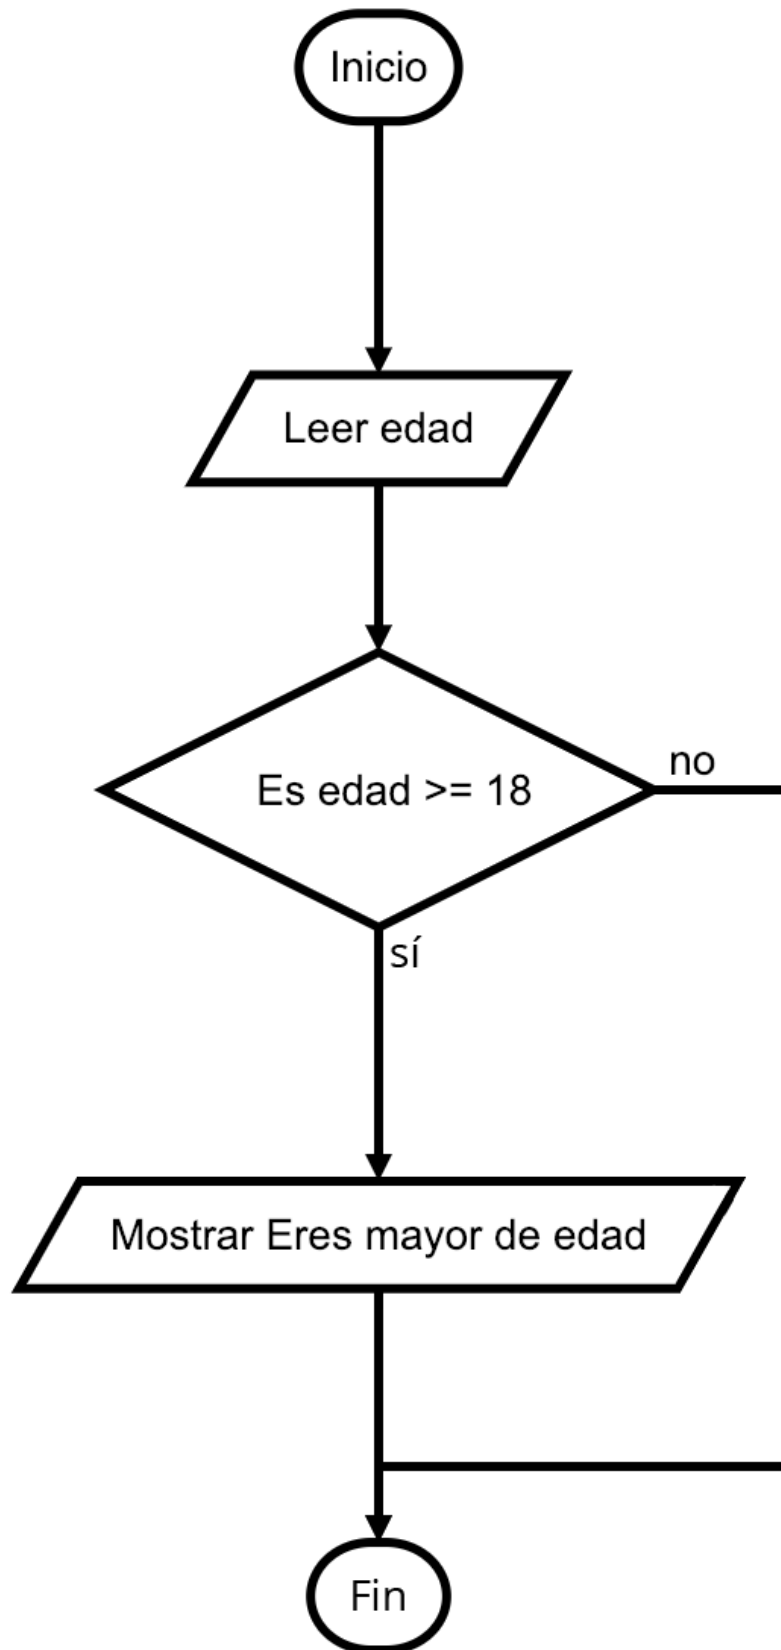 Inicio
Leer edad
Es edad >= 18
no
sí
Mostrar Eres mayor de edad
Fin